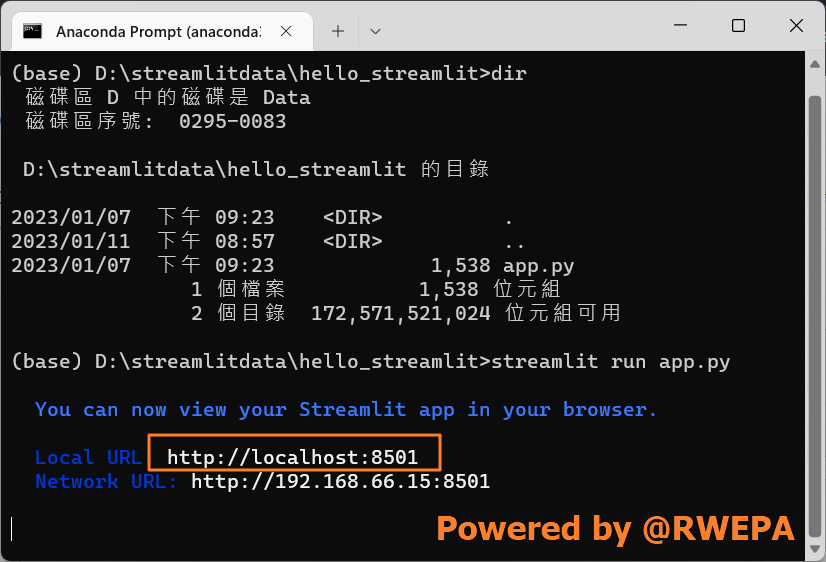 Anaconda Prompt (anaconda
(base) D:\streamlitdata\hello_streamlit>dir
磁碟區 D 中的磁碟是 Data
磁碟區序號: 0295-0083
D:\streamlitdata\hello_streamlit 的目錄
2023/01/07 下午 09:23 <DIR> .
2023/01/11 下午 08:57 <DIR> ..
2023/01/07 下午 09:23 1,538 app.py
1 個檔案 1,538 位元組
2 個目錄 172,571,521,024 位元組可用
(base) D:\streamlitdata\hello_streamlit>streamlit run app.py
You can now view your Streamlit app in your browser.
Local URL http://localhost:8501
Network URL: http://192.168.66.15:8501
Powered by @RWEPA